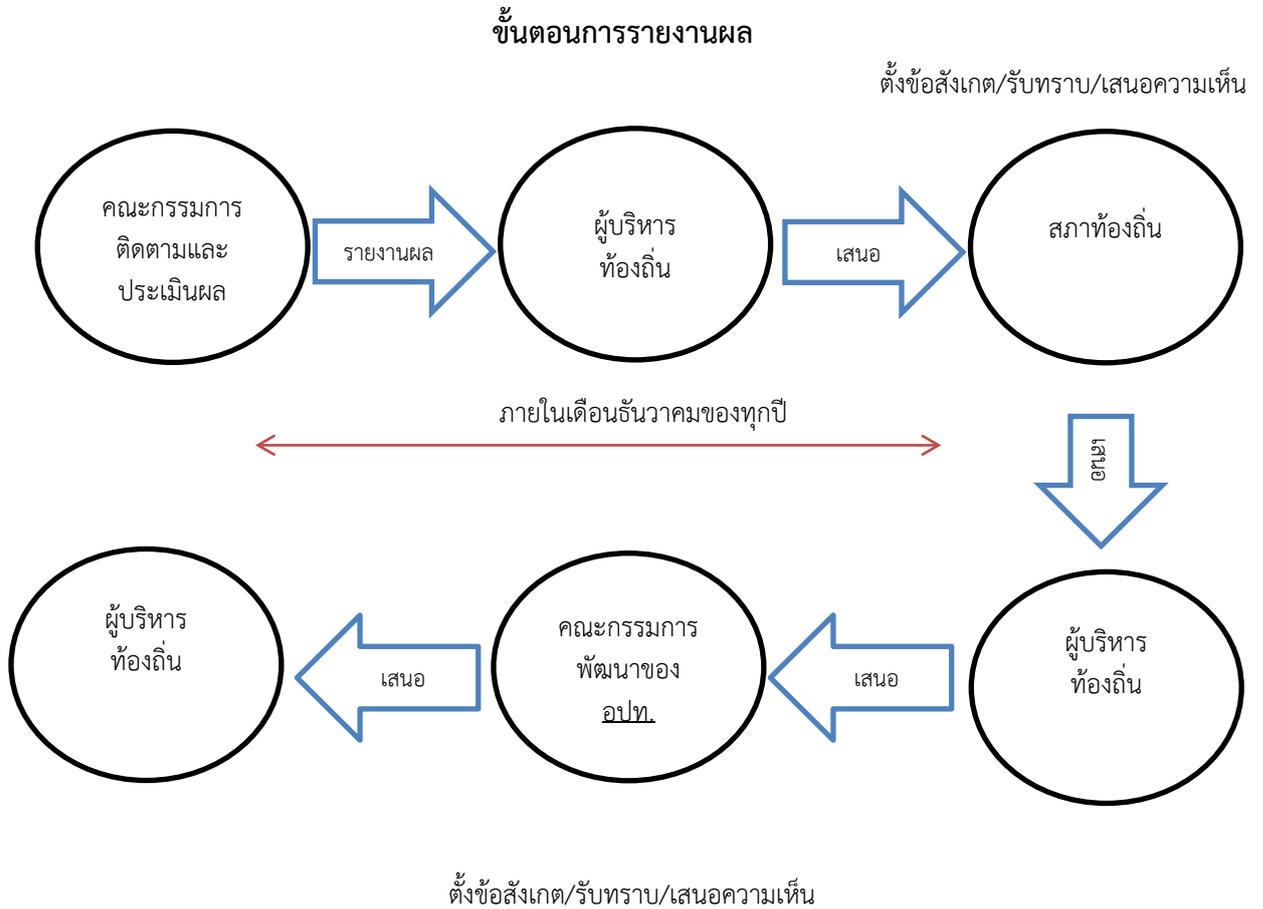 ขั้นตอนการรายงานผล
ตั้งข้อสังเกต/รับทราบ/เสนอความเห็น
คณะกรรมการ
ติดตามและ
ประเมินผล
รายงานผล
ผู้บริหาร
ท้องถิ่น
เสนอ
สภาท้องถิ่น
ภายในเดือนธันวาคมของทุกปี
เสนอ
ผู้บริหาร
ท้องถิ่น
เสนอ
คณะกรรมการ
พัฒนาของ
อปท.
เสนอ
ผู้บริหาร
ท้องถิ่น
ตั้งข้อสังเกต/รับทราบ/เสนอความเห็น